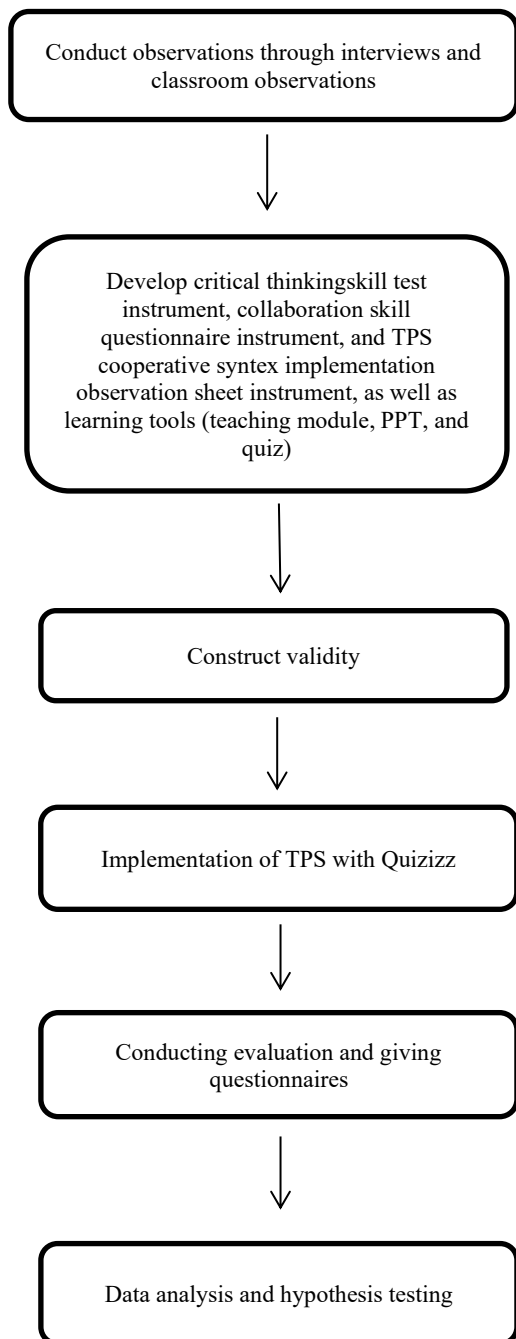 Conduct observations through interviews and
classroom observations
Develop critical thinkingskill test
instrument, collaboration skill
questionnaire instrument, and TPS
cooperative syntex implementation
observation sheet instrument, as well as
learning tools (teaching module, PPT, and
quiz)
Construct validity
Implementation of TPS with Quizizz
Conducting evaluation and giving
questionnaires
Data analysis and hypothesis testing